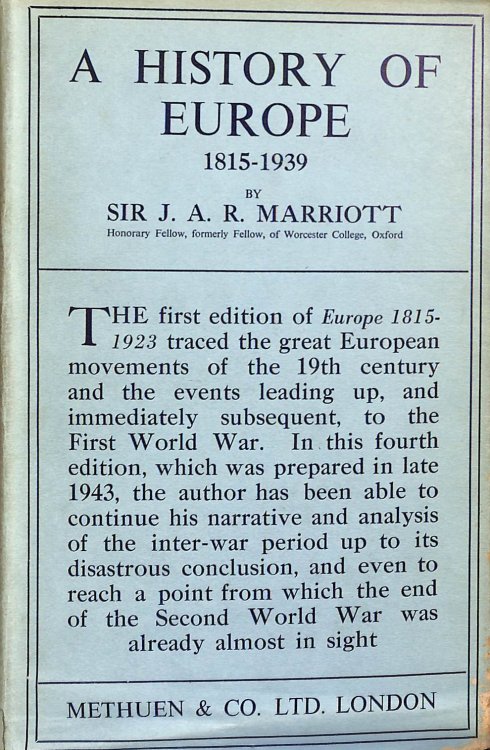 A HISTORY OF
EUROPE
1815-1939
BY
SIR J. A. R. MARRIOTT
Honorary Fellow, formerly Fellow, of Worcester College, Oxford
THE first edition of Europe 1815-
1923 traced the great European
movements of the 19th century
and the events leading up, and
immediately subsequent, to the
First World War. In this fourth
edition, which was prepared in late
1943, the author has been able to
continue his narrative and analysis
of the inter-war period up to its
disastrous conclusion, and even to
reach a point from which the end
of the Second World War was
already almost in sight
METHUEN & CO. LTD. LONDON